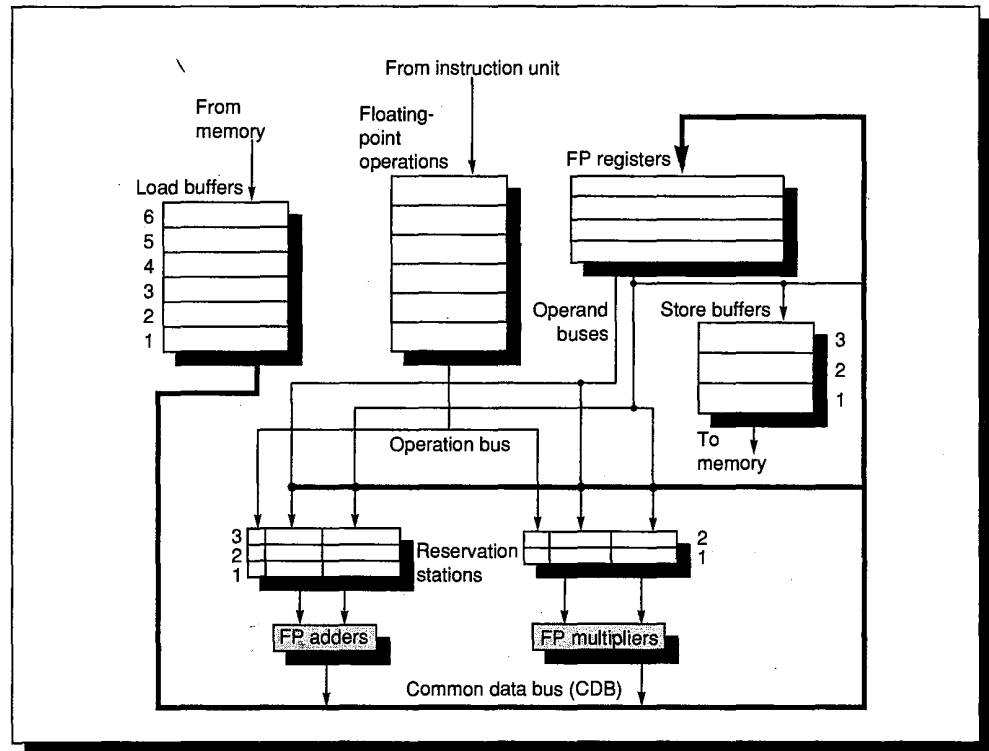 From instruction unit
From
memory
Floating-
point
operations
FP registers
Load buffers
6
5
4
3
2
1
Operand
buses
Store buffers
3
2
1
To
memory
Operation bus
3
2
1
Reservation
stations
2
1
FP adders
FP multipliers
Common data bus (CDB)